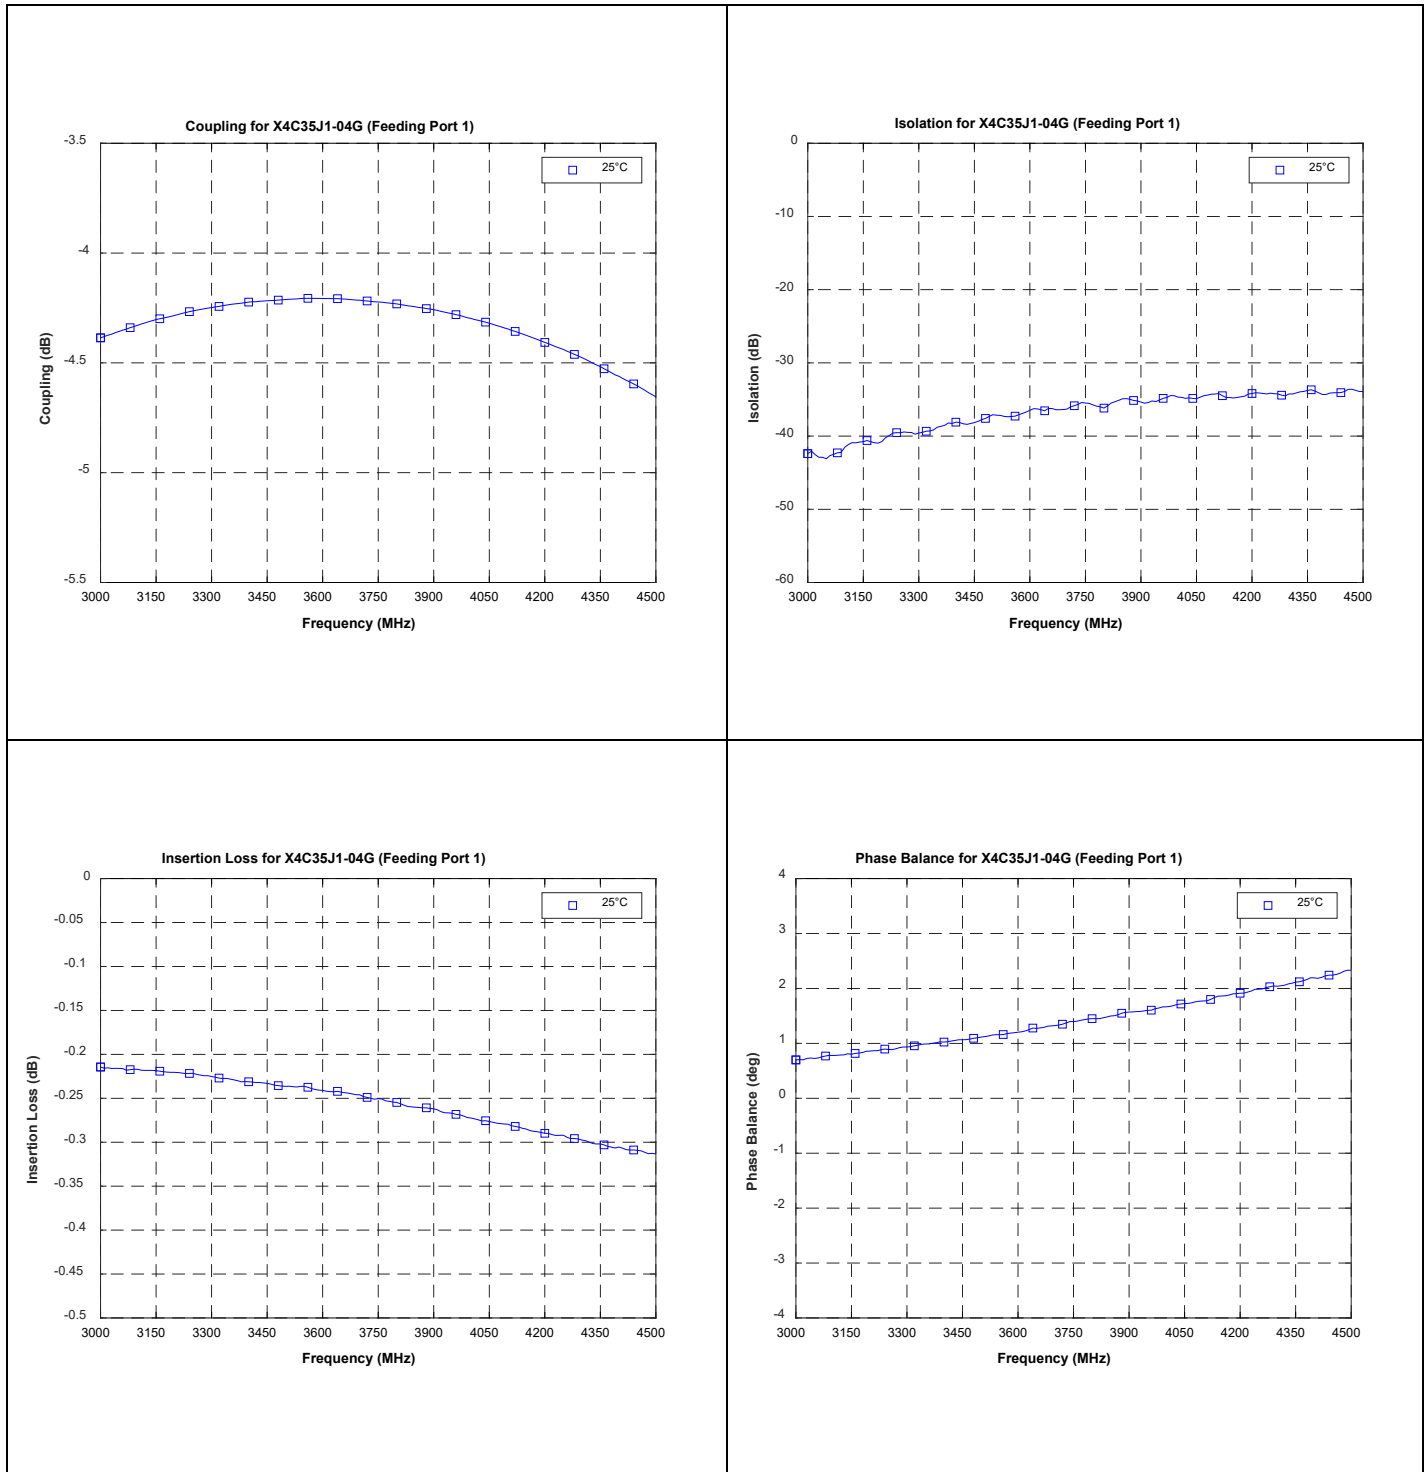 Coupling for X4C35J1-04G (Feeding Port 1)
-3.5
25°C
-4
-4.5
-5
-5.5
Coupling (dB)
3000 3150 3300 3450 3600 3750 3900 4050 4200 4350 4500
Frequency (MHz)
Isolation for X4C35J1-04G (Feeding Port 1)
0
25°C
-10
-20
-30
-40
-50
-60
Isolation (dB)
3000 3150 3300 3450 3600 3750 3900 4050 4200 4350 4500
Frequency (MHz)
Insertion Loss for X4C35J1-04G (Feeding Port 1)
0
25°C
-0.05
-0.1
-0.15
-0.2
-0.25
-0.3
-0.35
-0.4
-0.45
-0.5
Insertion Loss (dB)
3000 3150 3300 3450 3600 3750 3900 4050 4200 4350 4500
Frequency (MHz)
Phase Balance for X4C35J1-04G (Feeding Port 1)
4
25°C
3
2
1
0
-1
-2
-3
-4
Phase Balance (deg)
3000 3150 3300 3450 3600 3750 3900 4050 4200 4350 4500
Frequency (MHz)